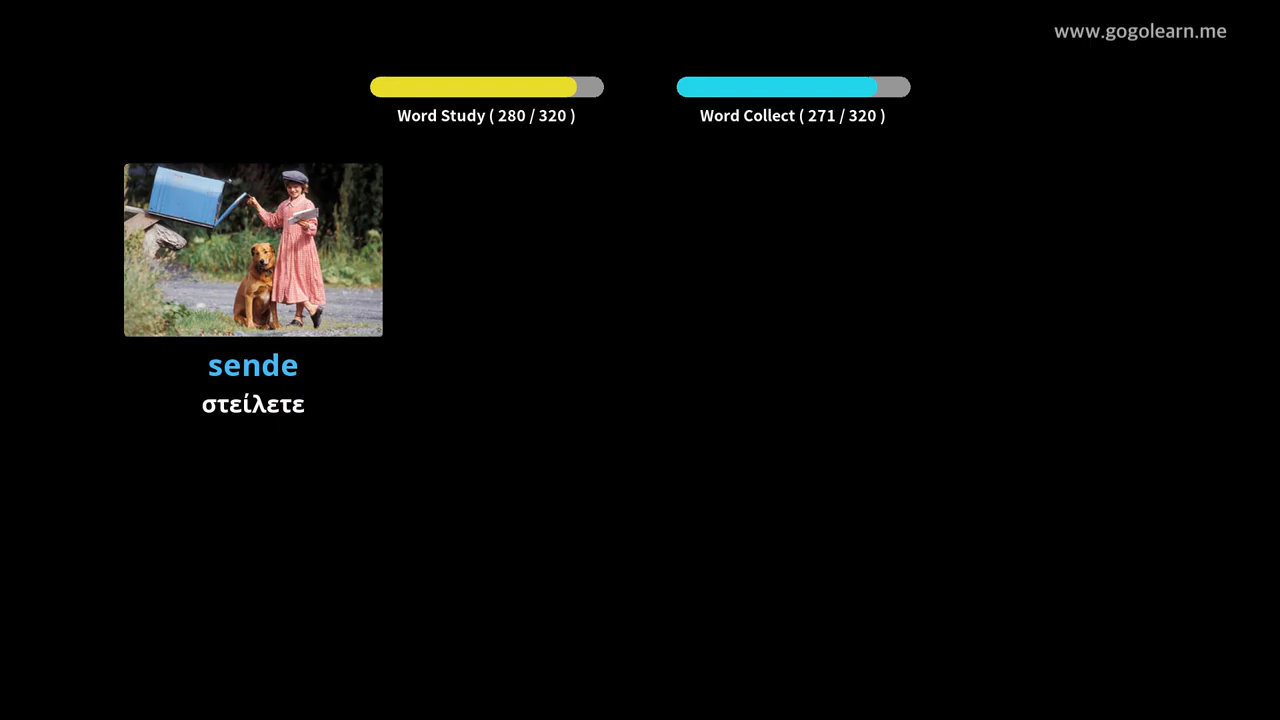 www.gogolearn.me
Word Study ( 280 / 320 )
Word Collect ( 271 / 320 )
sende
στείλετε